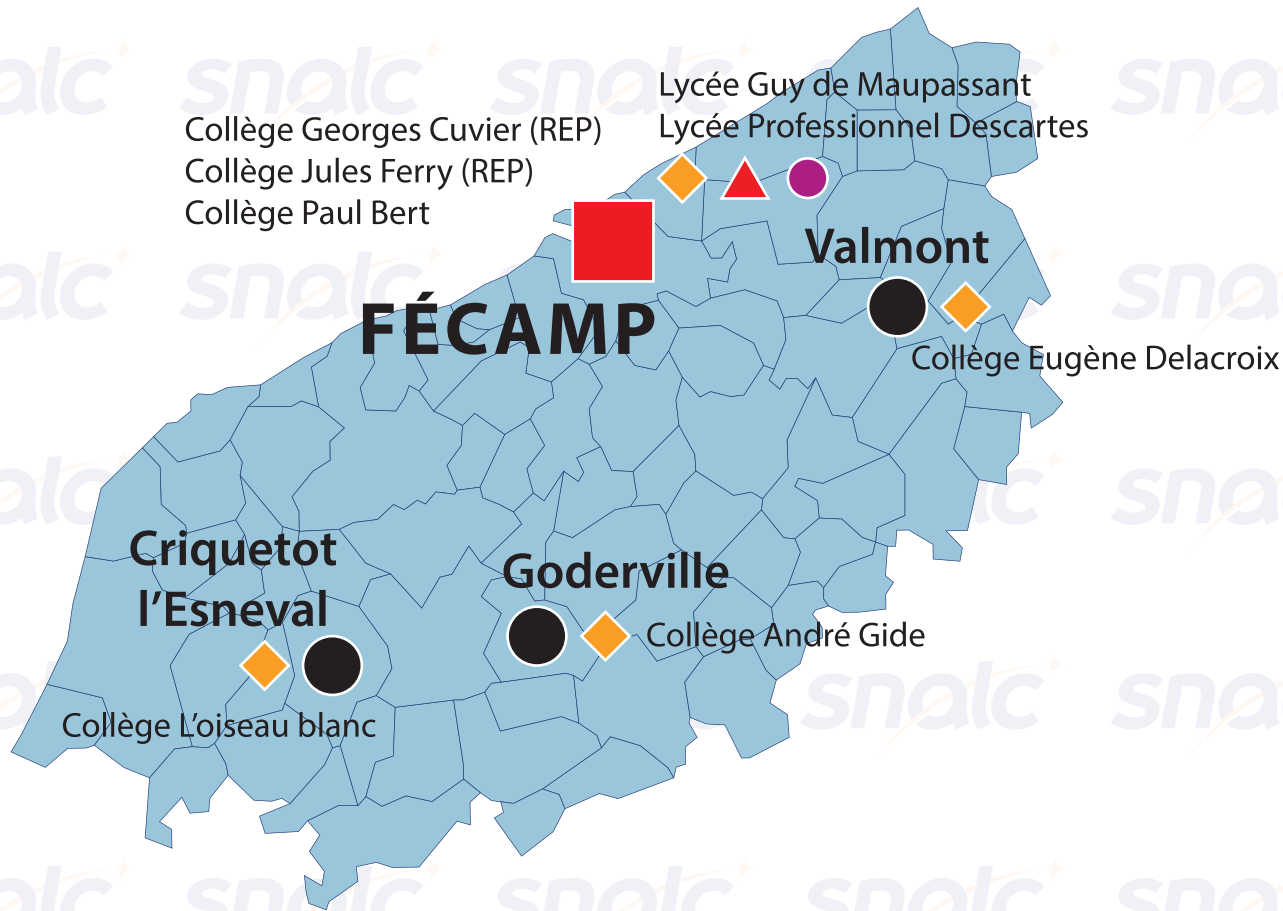 Lycée Guy de Maupassant
Lycée Professionnel Descartes
Collège Georges Cuvier (REP)
Collège Jules Ferry (REP)
Collège Paul Bert
Valmont
FÉCAMP
Collège Eugène Delacroix
Criquetot
l'Esneval
Goderville
Collège André Gide
Collège L'oiseau blanc
snalc